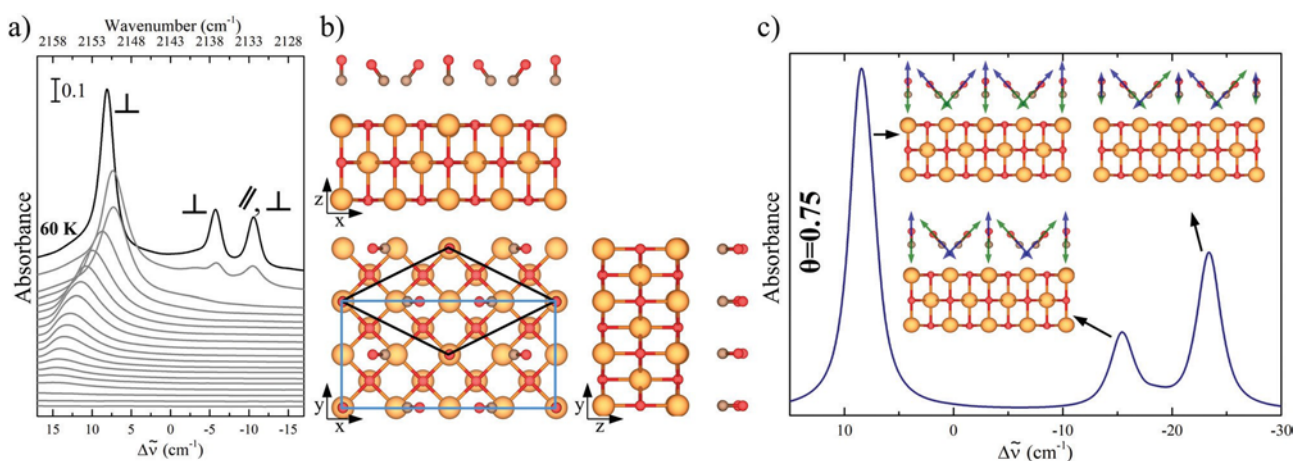 a)
Wavenumber (cm⁻¹)
2158 2153 2148 2143 2138 2133 2128
0.1
⊥
⊥
∥, ⊥
60 K
Absorbance
15 10 5 0 -5 -10 -15
Δν̃ (cm⁻¹)
b)
z
x
y
x
y
z
c)
Absorbance
θ=0.75
10 0 -10 -20 -30
Δν̃ (cm⁻¹)